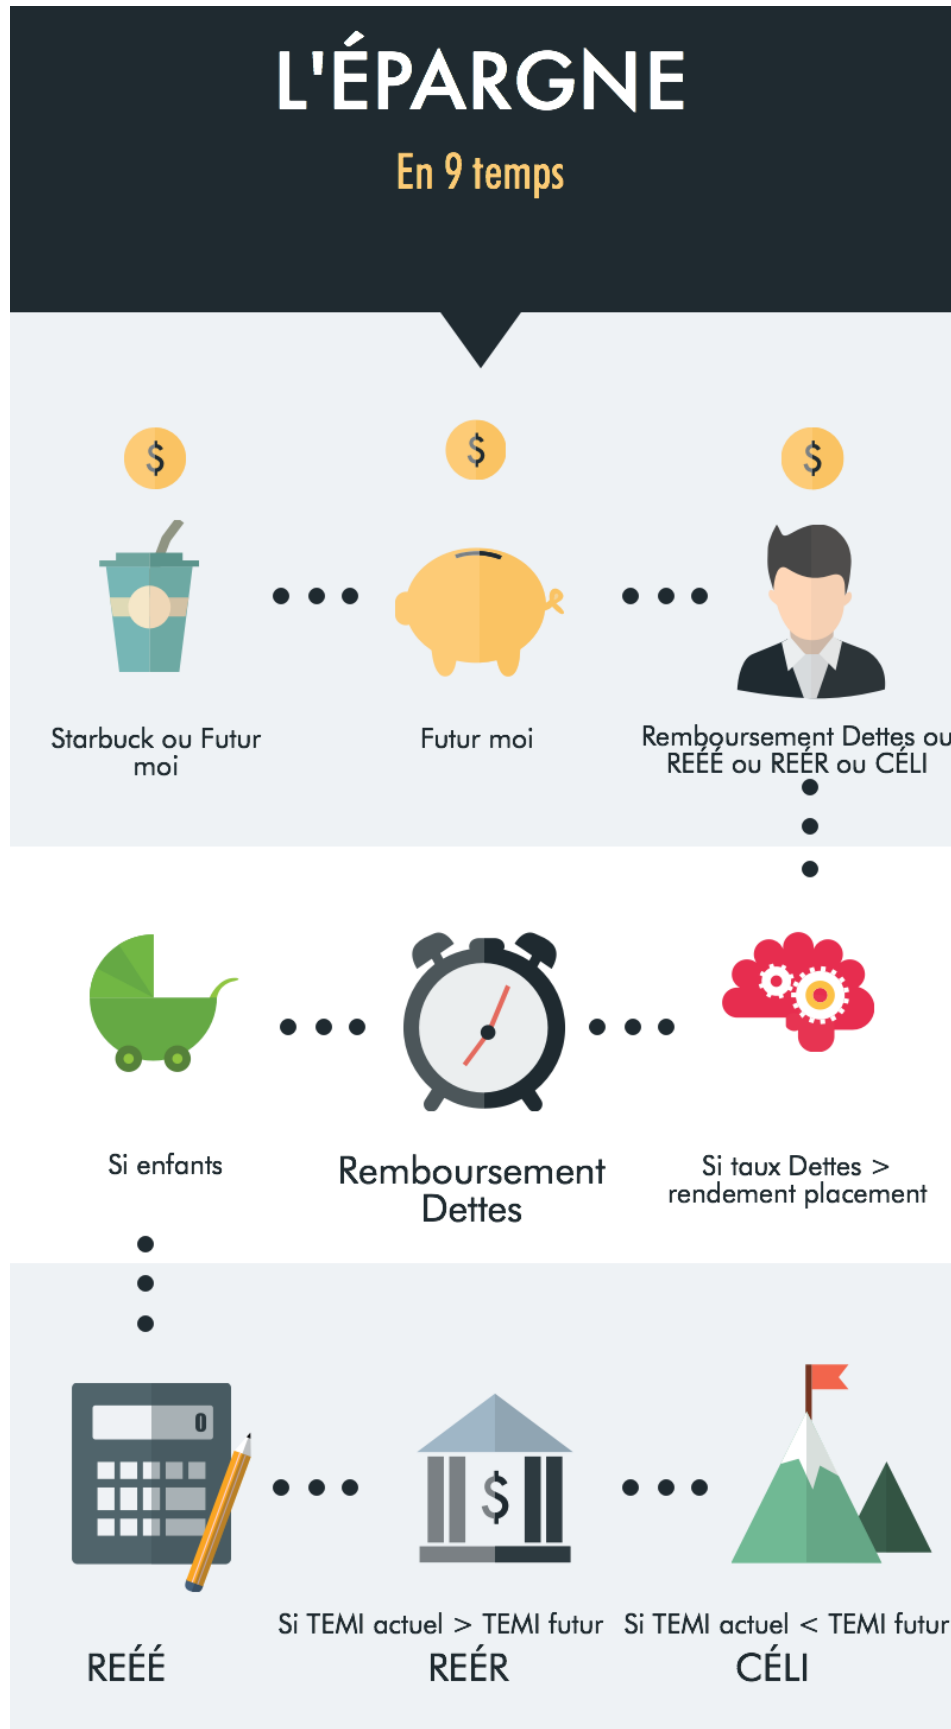 L'ÉPARGNE
En 9 temps
$
$
$
Starbuck ou Futur
moi
Futur moi
Remboursement Dettes ou
REÉÉ ou REÉR ou CÉLI
Si enfants
Remboursement
Dettes
Si taux Dettes >
rendement placement
0
$
Si TEMI actuel > TEMI futur
Si TEMI actuel < TEMI futur
REÉÉ
REÉR
CÉLI